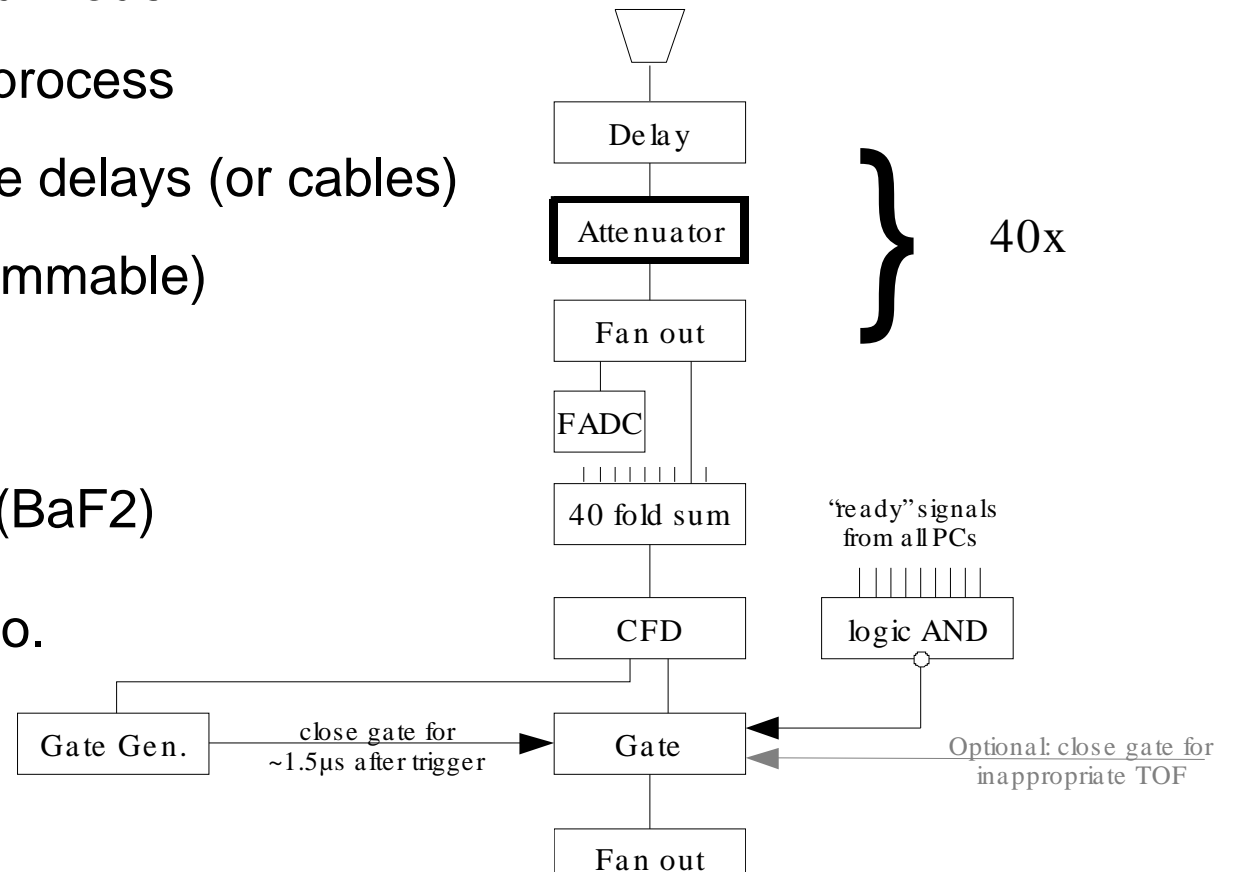 process
e delays (or cables)
mmable)
(BaF2)
o.
Delay
Attenuator
Fan out
40x
FADC
40 fold sum
“ready” signals
from all PCs
CFD
logic AND
Gate Gen.
close gate for
~1.5µs after trigger
Gate
Optional: close gate for
inappropriate TOF
Fan out